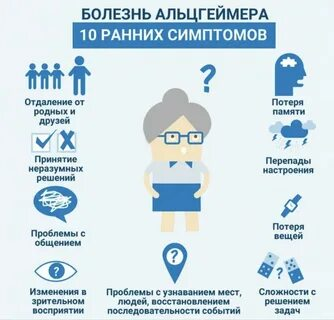 БОЛЕЗНЬ АЛЬЦГЕЙМЕРА
10 РАННИХ СИМПТОМОВ
Отдаление от
родных и
друзей
Принятие
неразумных
решений
Проблемы с
общением
Изменения в
зрительном
восприятии
Проблемы с узнаванием мест,
людей, восстановлением
последовательности событий
Потеря
памяти
Перепады
настроения
Потеря
вещей
Сложности с
решением
задач